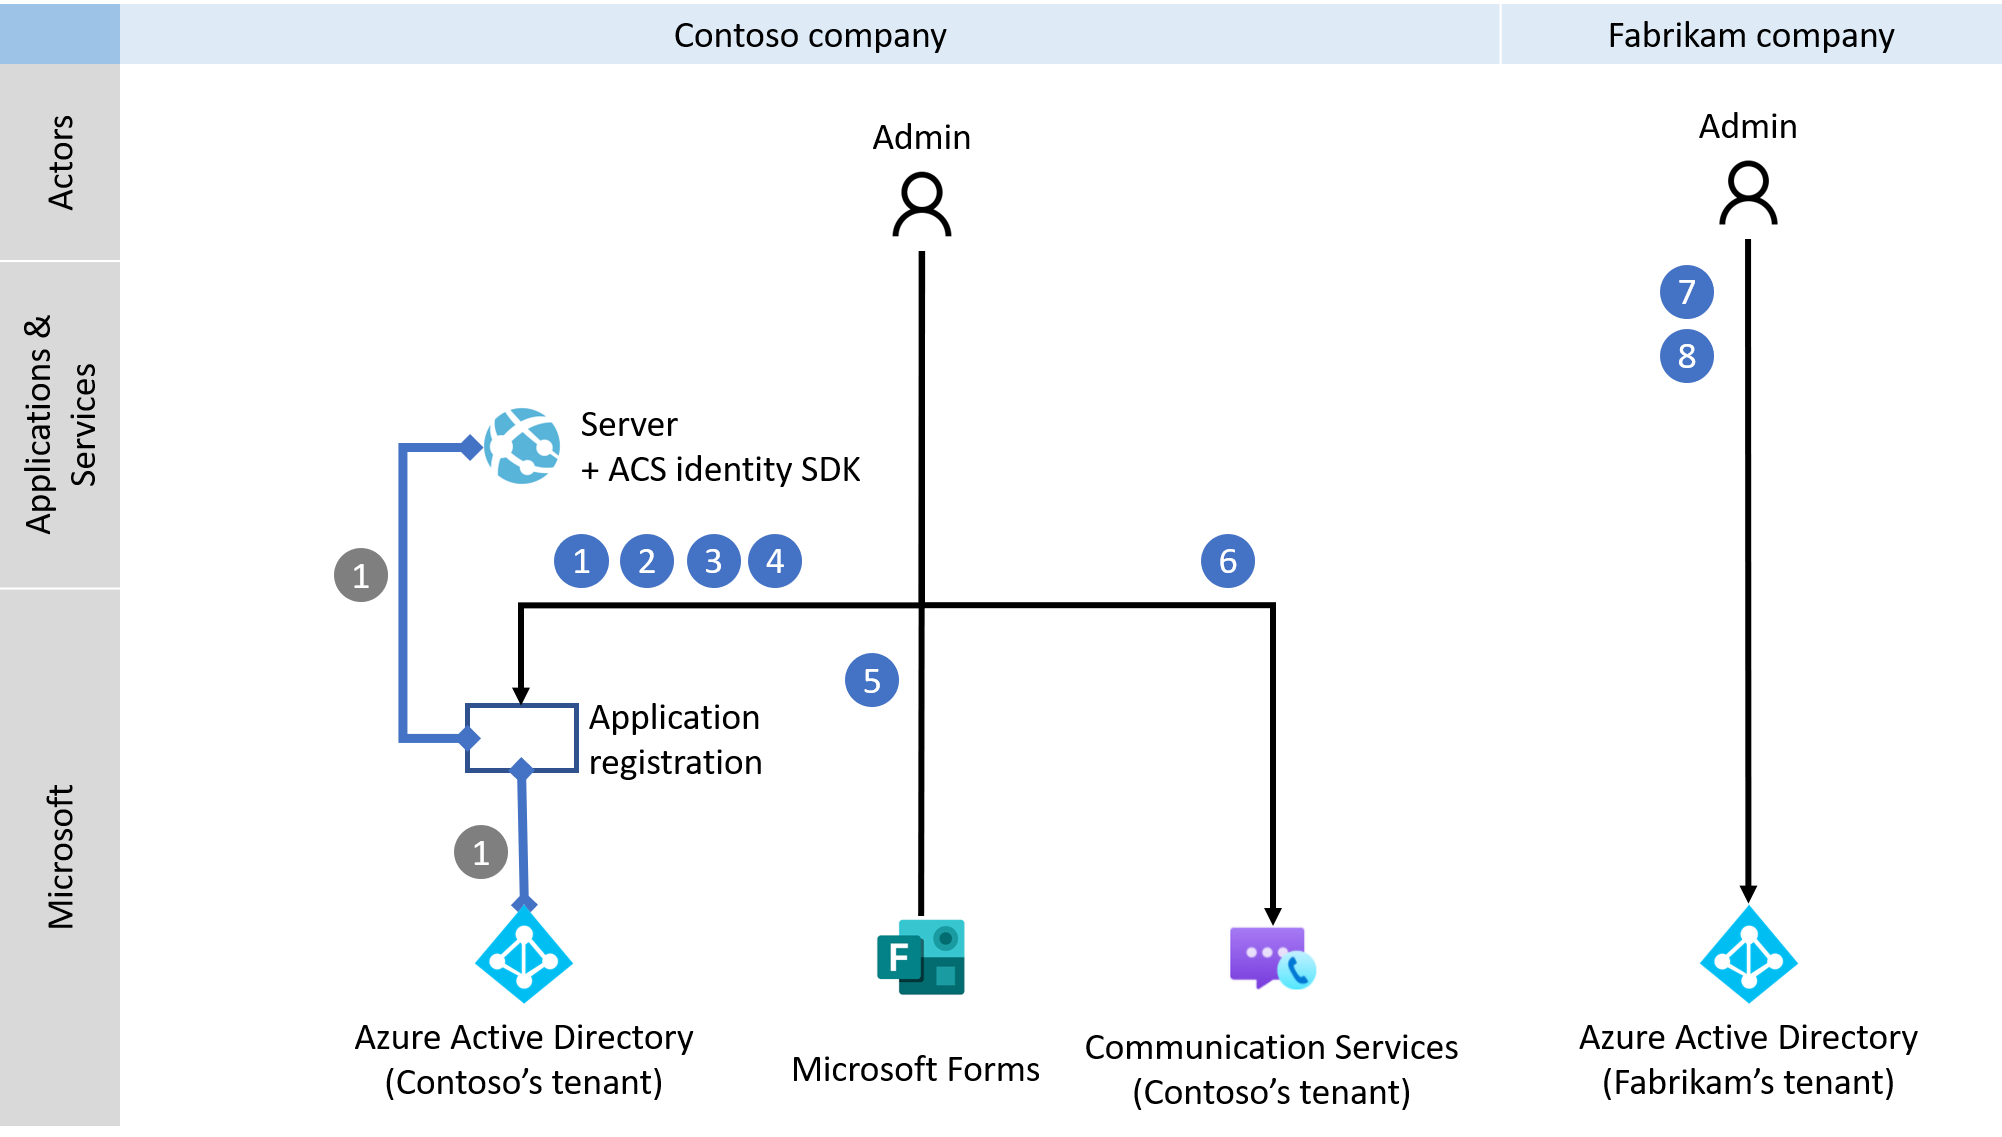 Contoso company
Fabrikam company
Actors
Admin
Admin
Applications &
Services
7
8
Server
+ ACS identity SDK
1
1
2
3
4
6
5
Microsoft
Application
registration
1
F
Azure Active Directory
(Contoso’s tenant)
Microsoft Forms
Communication Services
(Contoso’s tenant)
Azure Active Directory
(Fabrikam’s tenant)